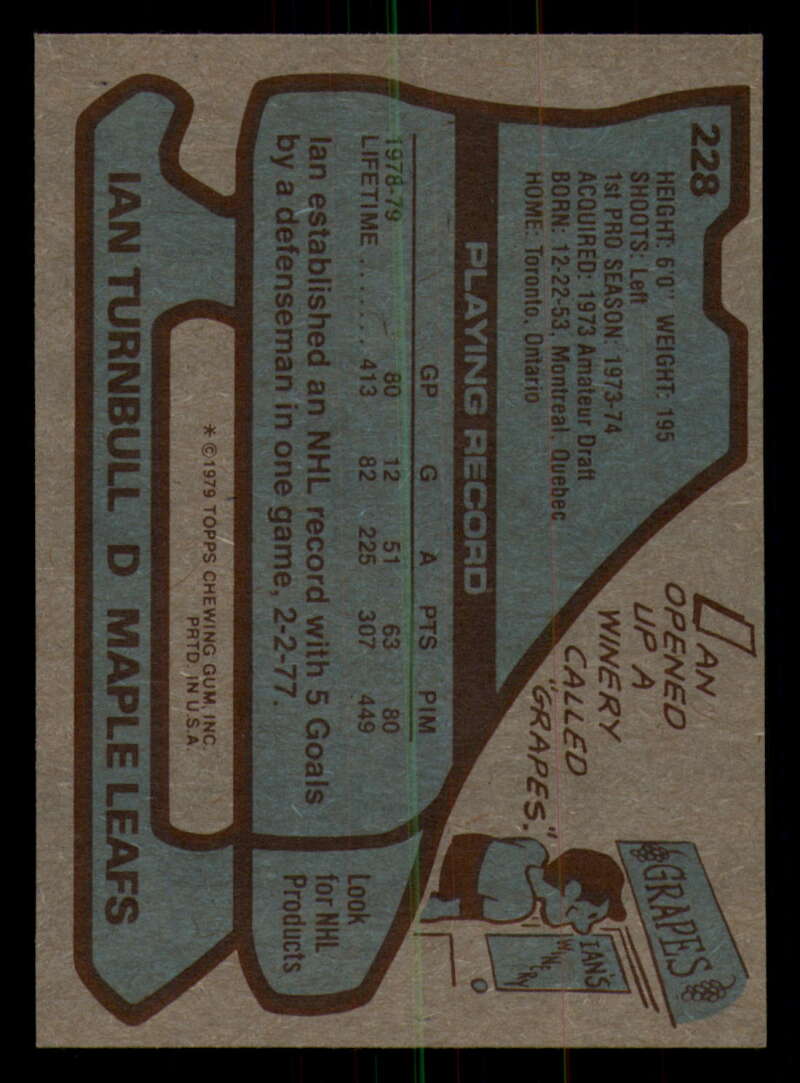 228
HEIGHT: 6'0" WEIGHT: 195
SHOOTS: Left
1st PRO SEASON: 1973-74
ACQUIRED: 1973 Amateur Draft
BORN: 12-22-53, Montreal, Quebec
HOME: Toronto, Ontario
IAN
OPENED
UP A
WINERY
CALLED
"GRAPES."
GRAPES
IAN'S
WINERY
PLAYING RECORD
GP G A PTS PIM
1978-79 80 12 51 63 80
LIFETIME ....... 413 82 225 307 449
Ian established an NHL record with 5 Goals
by a defenseman in one game, 2-2-77.
Look
for NHL
Products
* ©1979 TOPPS CHEWING GUM, INC.
PRTD. IN U.S.A.
IAN TURNBULL D MAPLE LEAFS